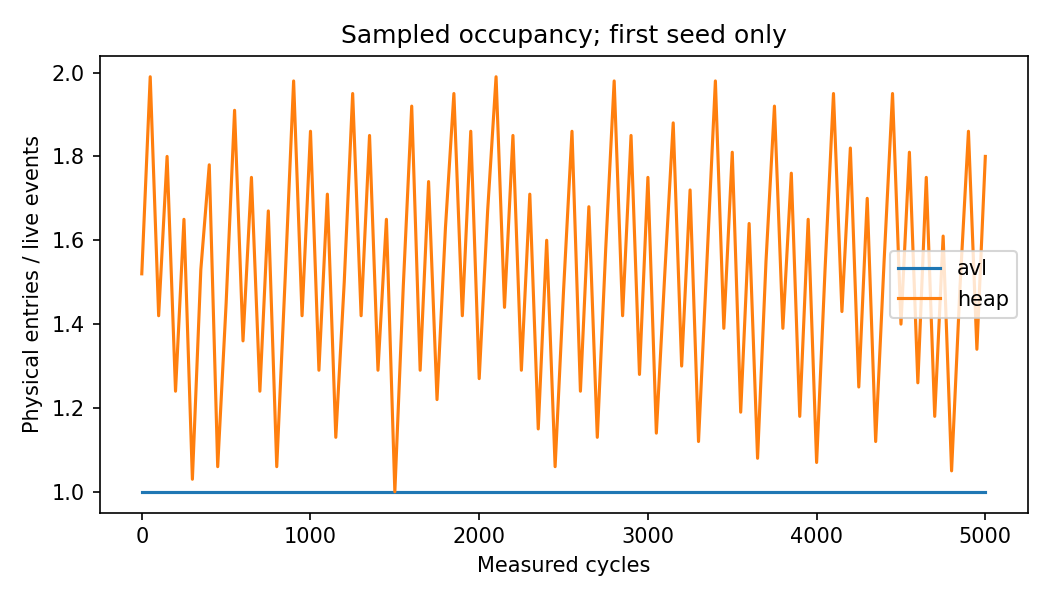 Sampled occupancy; first seed only
Physical entries / live events
2.0
1.8
1.6
1.4
1.2
1.0
avl
heap
0 1000 2000 3000 4000 5000
Measured cycles